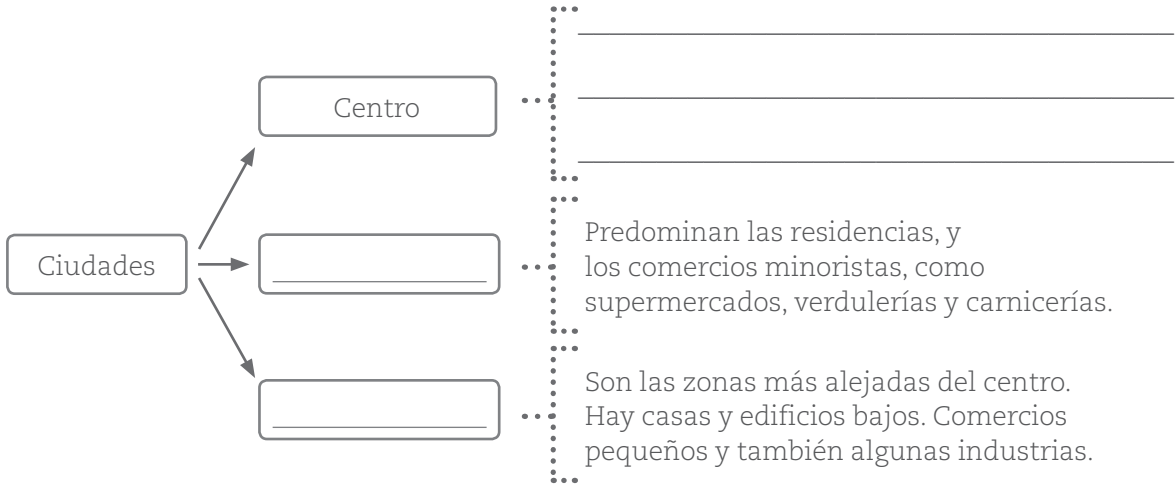 Centro
Ciudades
Predominan las residencias, y
los comercios minoristas, como
supermercados, verdulerías y carnicerías.
Son las zonas más alejadas del centro.
Hay casas y edificios bajos. Comercios
pequeños y también algunas industrias.